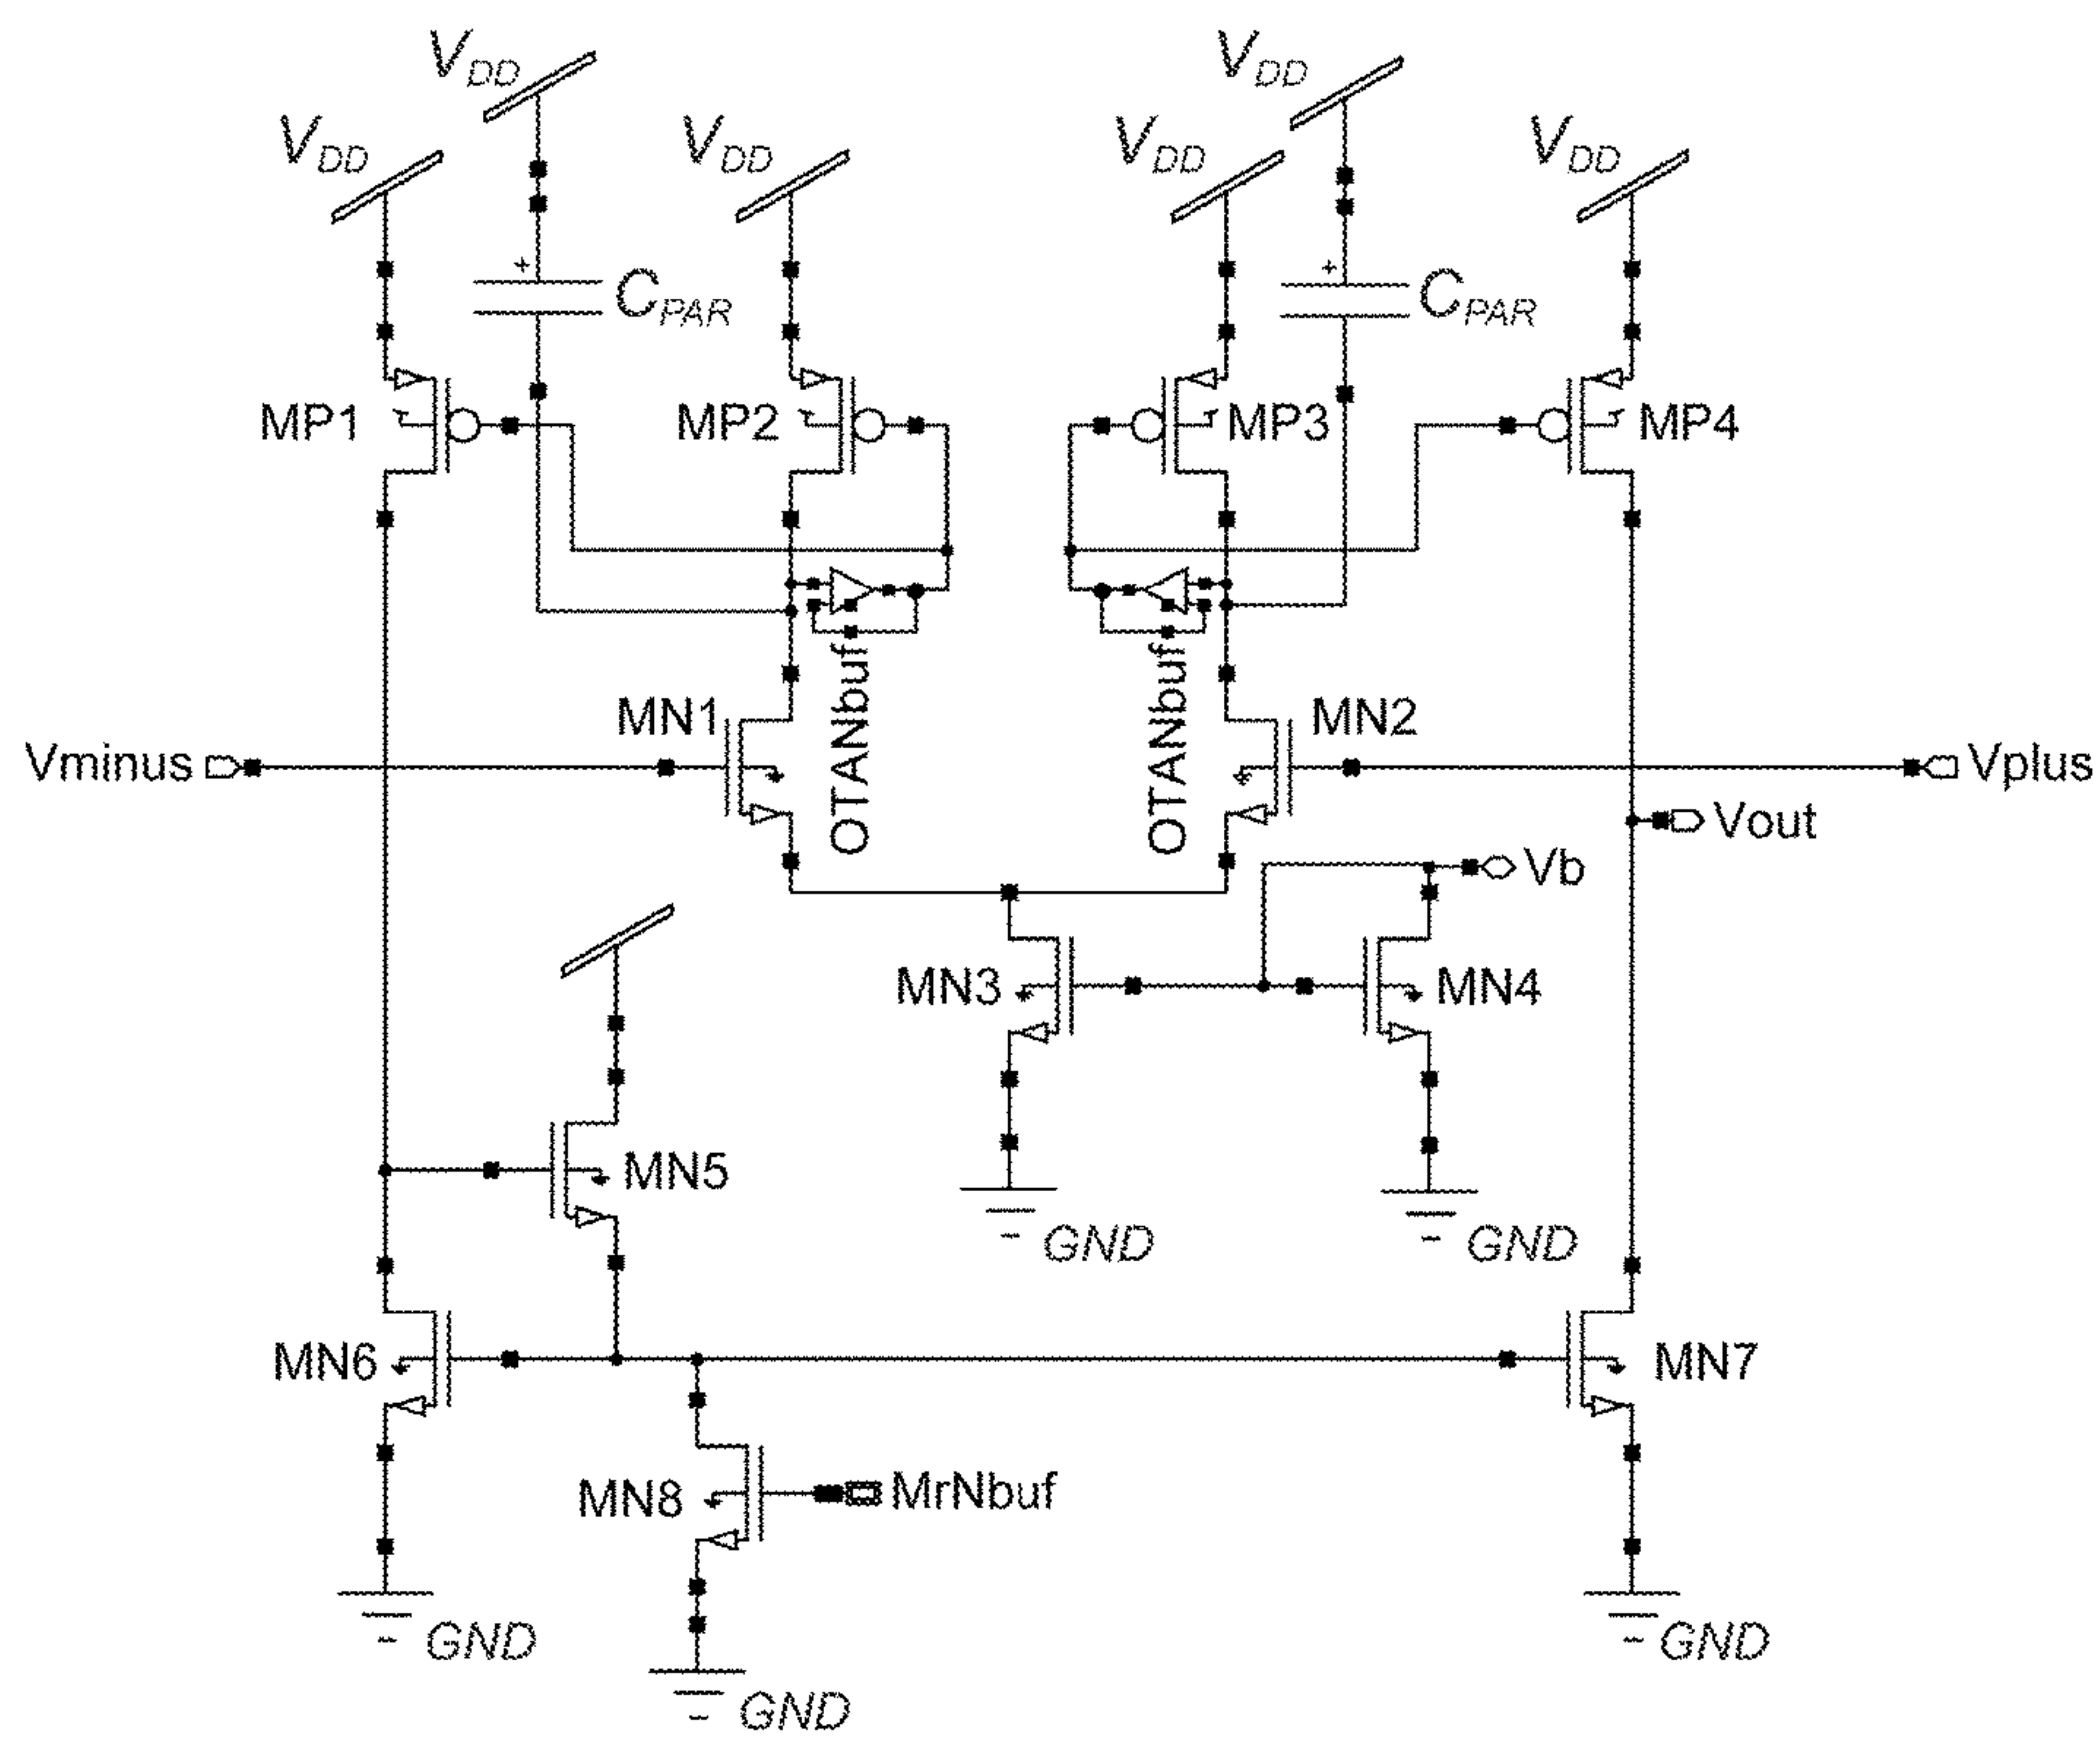 VDD
VDD
VDD
VDD
VDD
VDD
+
CPAR
+
CPAR
MP1
MP2
MP3
MP4
OTANbuf
OTANbuf
MN1
MN2
Vminus
Vplus
Vout
Vb
MN3
MN4
MN5
GND
GND
MN6
MN7
MN8
MrNbuf
GND
GND
GND